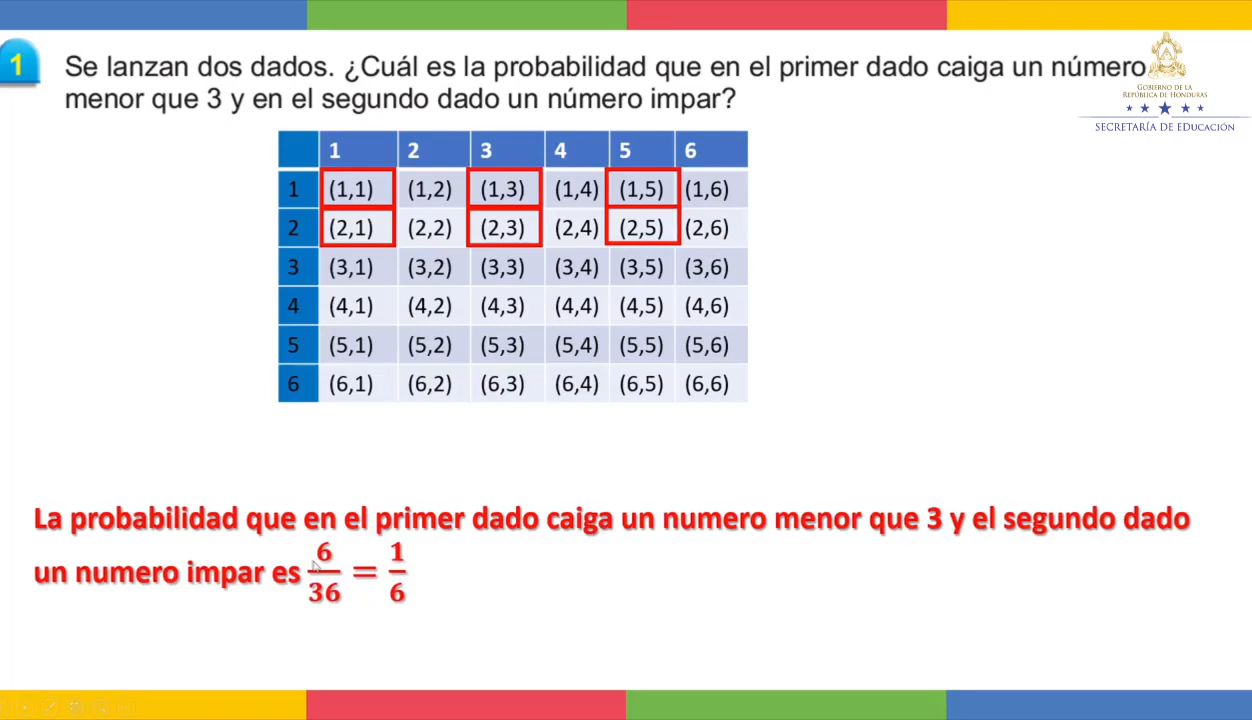 1
Se lanzan dos dados. ¿Cuál es la probabilidad que en el primer dado caiga un número
menor que 3 y en el segundo dado un número impar?
GOBIERNO DE LA
REPÚBLICA DE HONDURAS
SECRETARÍA DE EDUCACIÓN
1 2 3 4 5 6
1 (1,1) (1,2) (1,3) (1,4) (1,5) (1,6)
2 (2,1) (2,2) (2,3) (2,4) (2,5) (2,6)
3 (3,1) (3,2) (3,3) (3,4) (3,5) (3,6)
4 (4,1) (4,2) (4,3) (4,4) (4,5) (4,6)
5 (5,1) (5,2) (5,3) (5,4) (5,5) (5,6)
6 (6,1) (6,2) (6,3) (6,4) (6,5) (6,6)
La probabilidad que en el primer dado caiga un numero menor que 3 y el segundo dado
un numero impar es 6/36 = 1/6